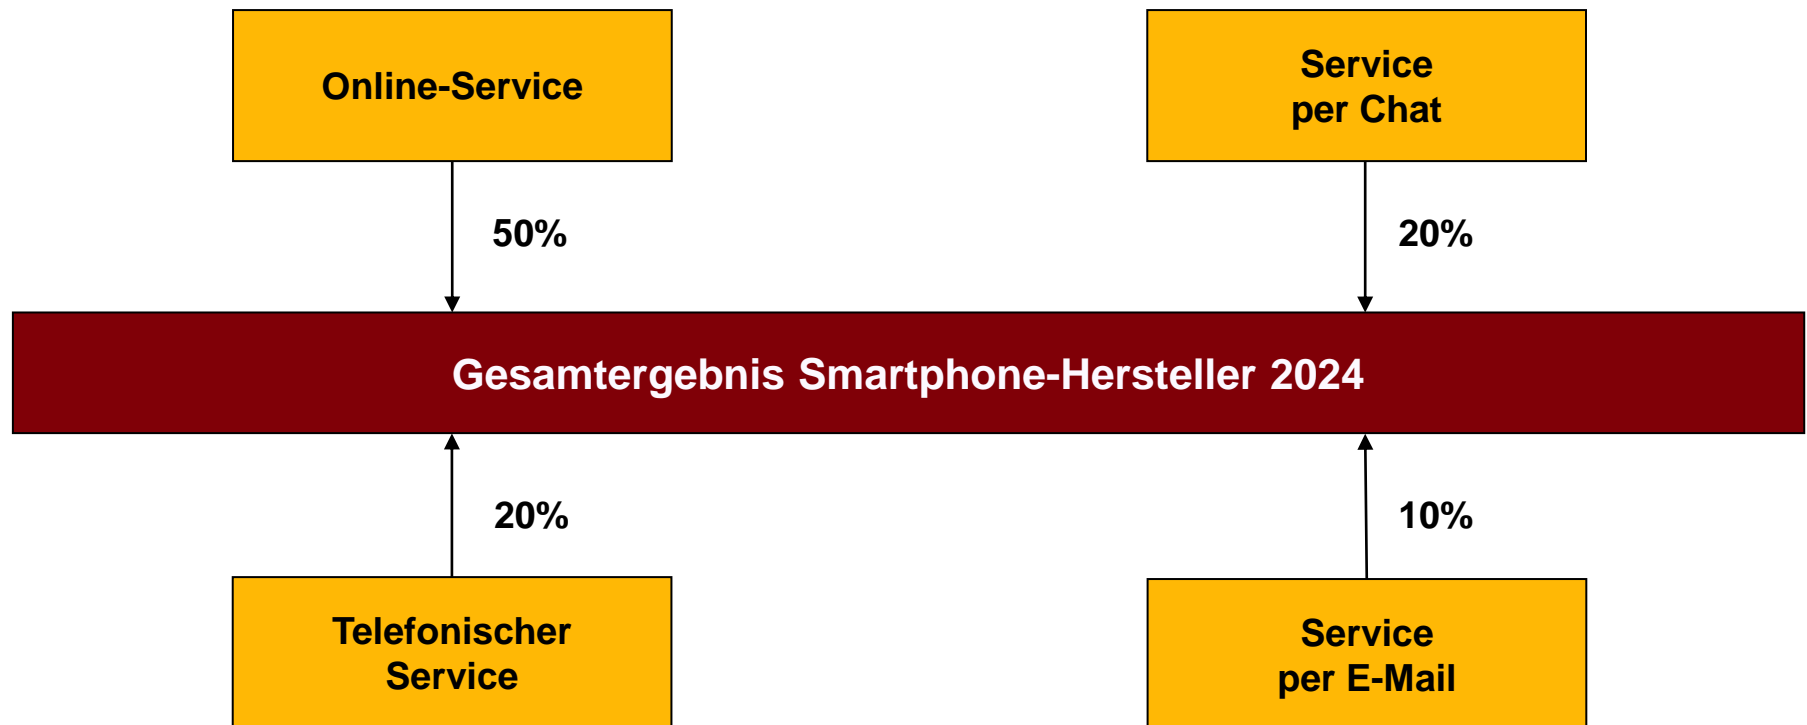 Online-Service
Service
per Chat
50%
20%
Gesamtergebnis Smartphone-Hersteller 2024
20%
10%
Telefonischer
Service
Service
per E-Mail